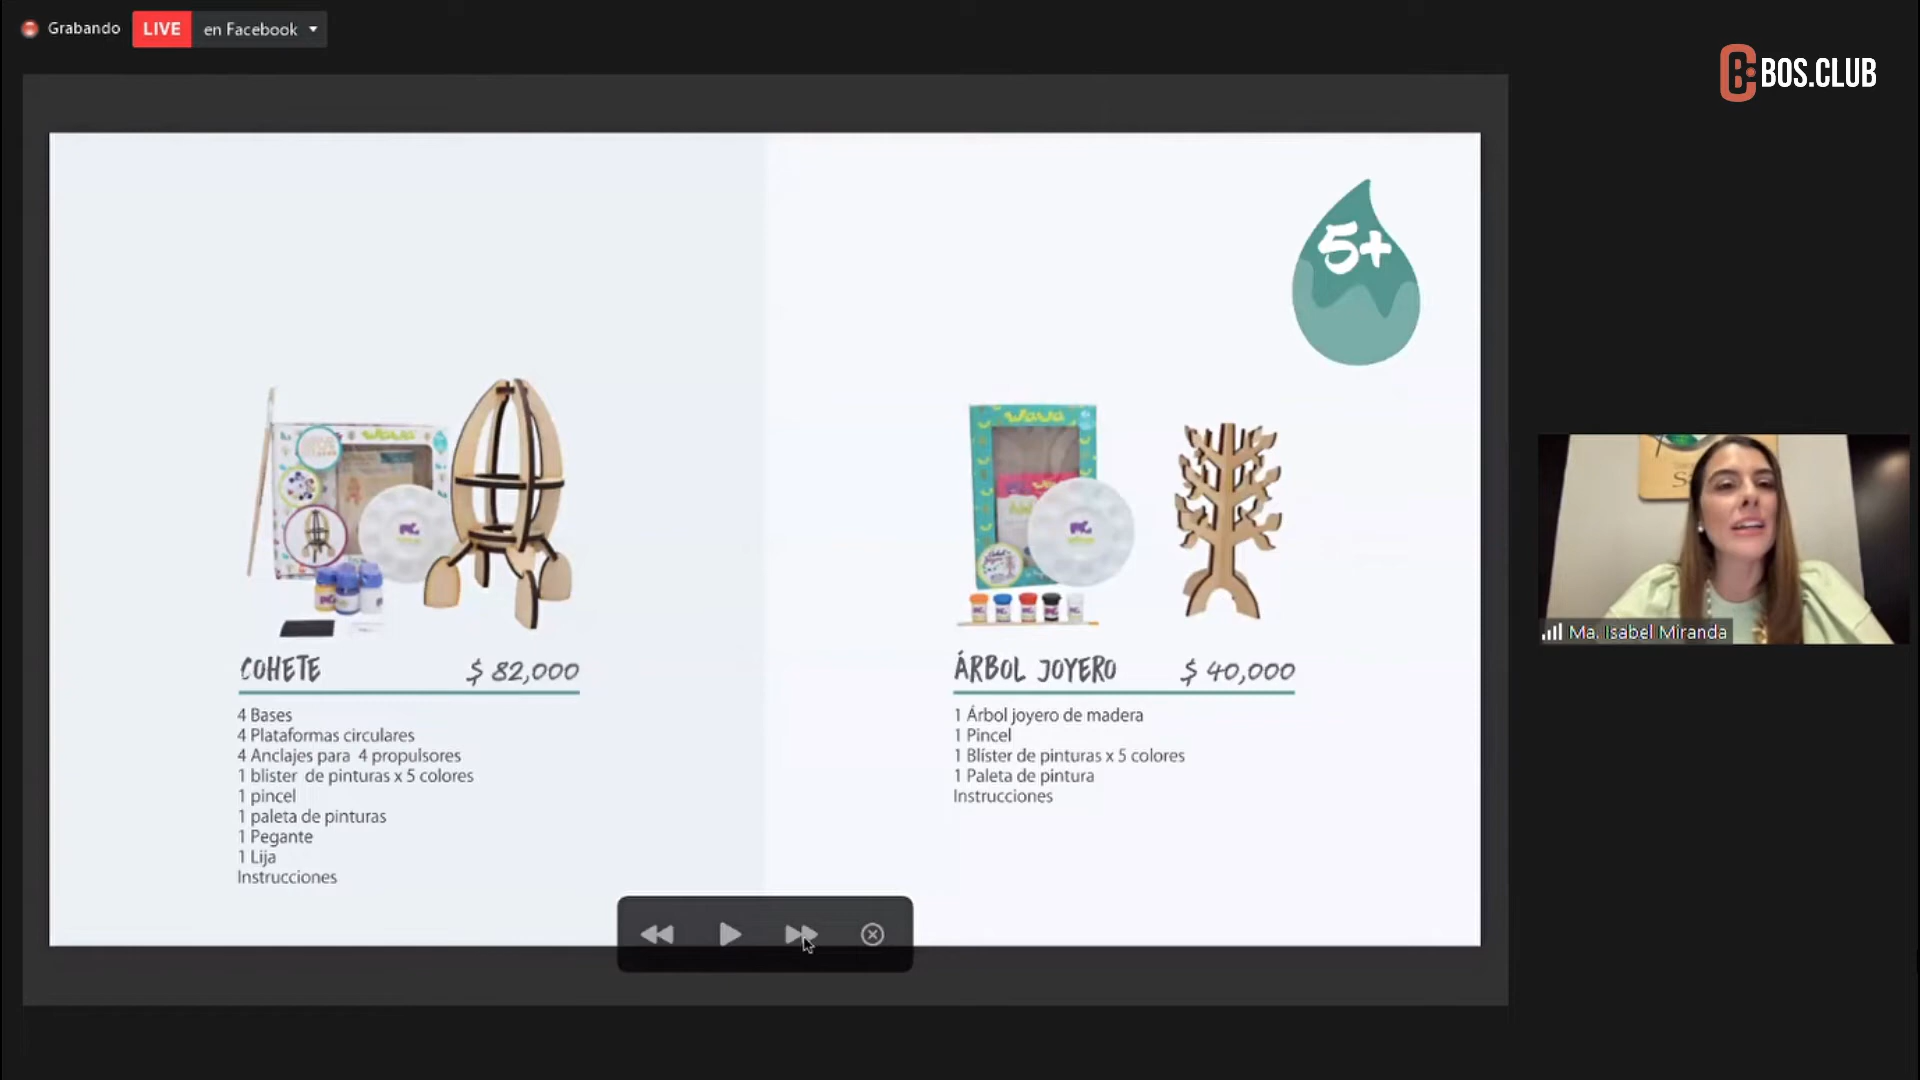 Grabando
LIVE
en Facebook
BOS.CLUB
5+
wawa
wawa
COHETE
$ 82,000
4 Bases
4 Plataformas circulares
4 Anclajes para 4 propulsores
1 blister de pinturas x 5 colores
1 pincel
1 paleta de pinturas
1 Pegante
1 Lija
Instrucciones
ÁRBOL JOYERO
$ 40,000
1 Árbol joyero de madera
1 Pincel
1 Blíster de pinturas x 5 colores
1 Paleta de pintura
Instrucciones
Ma. Isabel Miranda